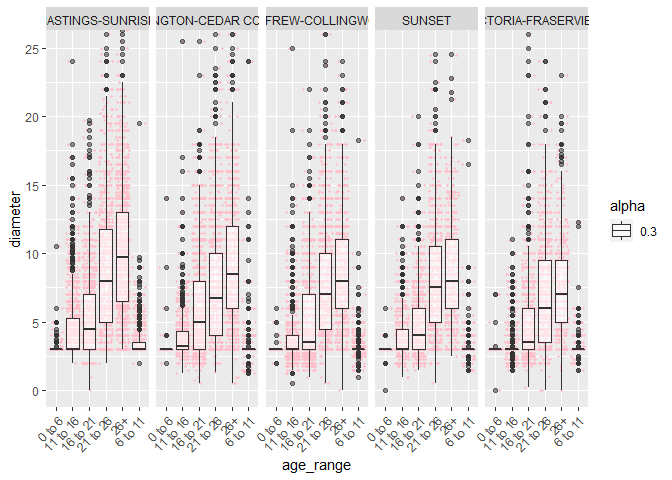 ASTINGS-SUNRIS
NGTON-CEDAR CO
FREW-COLLINGW
SUNSET
CTORIA-FRASERVIE
25
20
15
10
5
0
diameter
0 to 6
11 to 16
16 to 21
21 to 26
26+
6 to 11
0 to 6
11 to 16
16 to 21
21 to 26
26+
6 to 11
0 to 6
11 to 16
16 to 21
21 to 26
26+
6 to 11
0 to 6
11 to 16
16 to 21
21 to 26
26+
6 to 11
0 to 6
11 to 16
16 to 21
21 to 26
26+
6 to 11
age_range
alpha
0.3